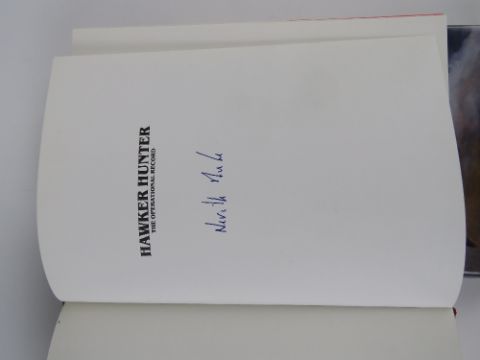 HAWKER HUNTER
THE OPERATIONAL RECORD